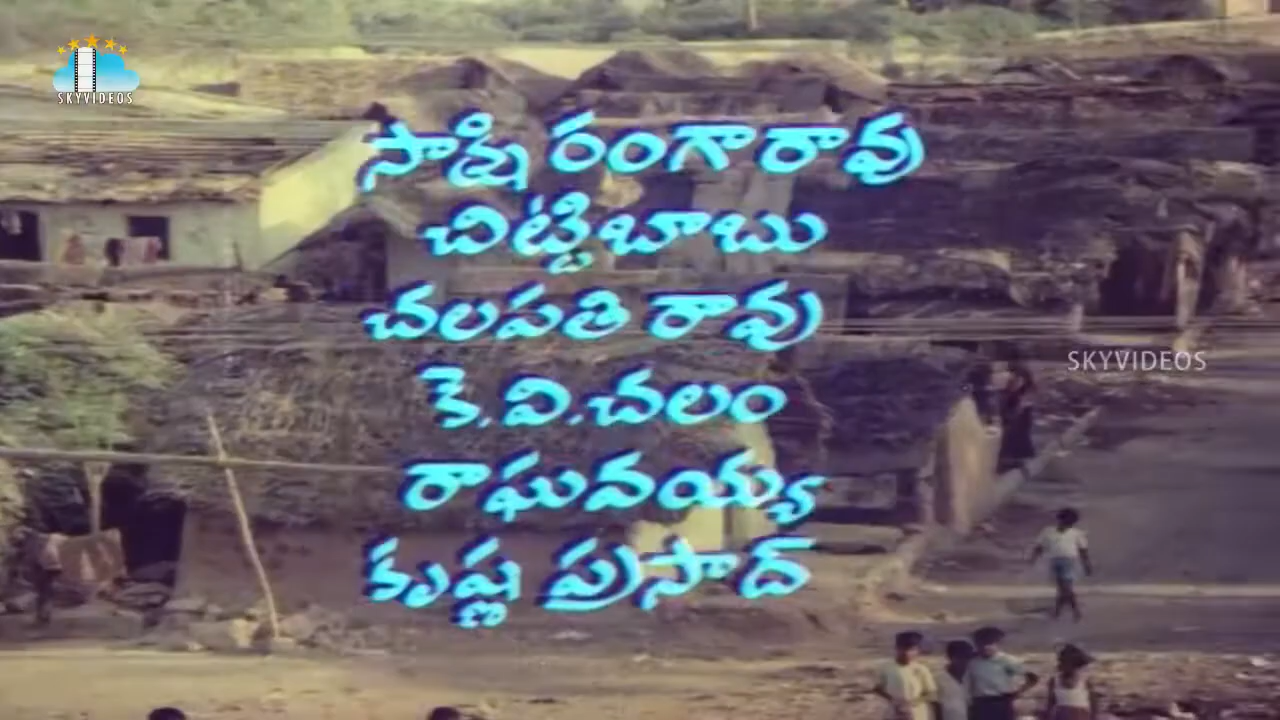 SKYVIDEOS
సాక్షి రంగారావు
చిట్టిబాబు
చలపతి రావు
SKYVIDEOS
కె.వి.చలం
రాఘవయ్య
కృష్ణ ప్రసాద్